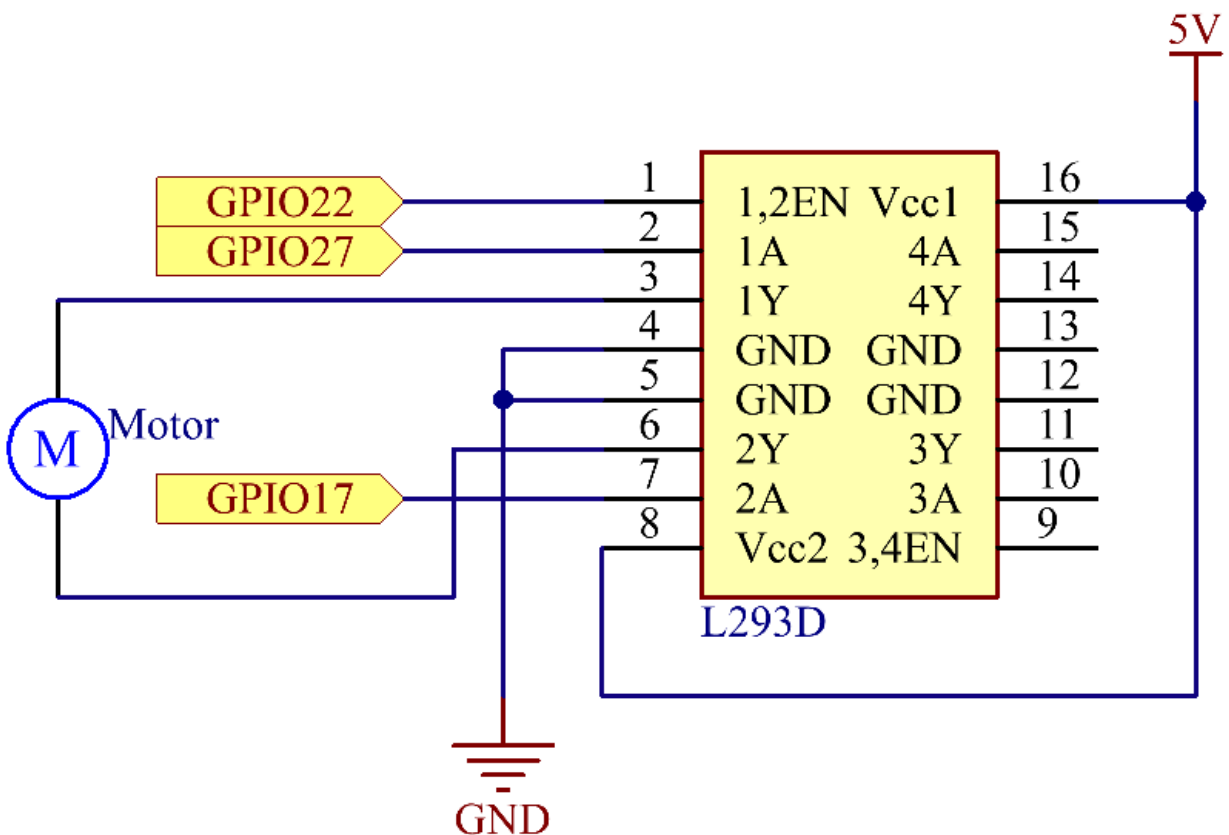 5V
GPIO22 1 1,2EN Vcc1 16
GPIO27 2 1A 4A 15
3 1Y 4Y 14
4 GND GND 13
5 GND GND 12
M Motor 6 2Y 3Y 11
GPIO17 7 2A 3A 10
8 Vcc2 3,4EN 9
L293D
GND